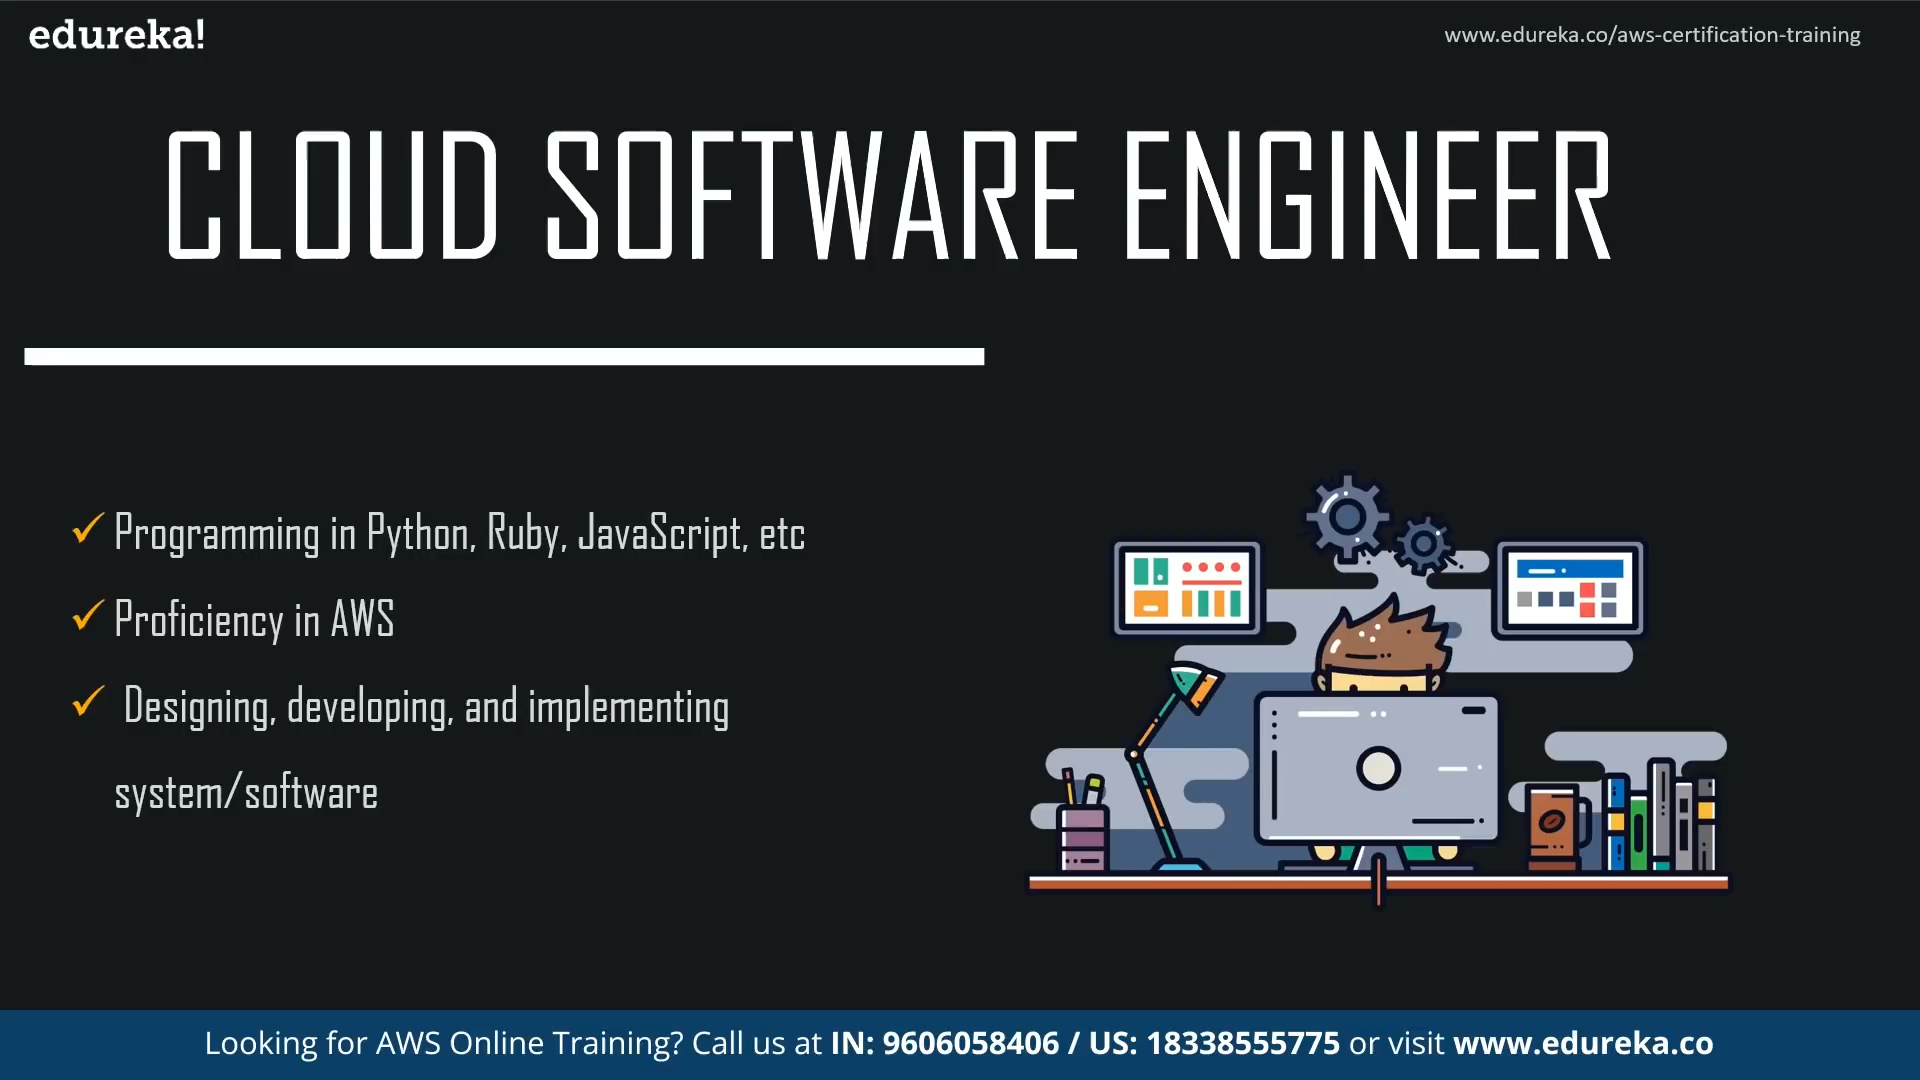 edureka!
www.edureka.co/aws-certification-training
CLOUD SOFTWARE ENGINEER
Programming in Python, Ruby, JavaScript, etc
Proficiency in AWS
Designing, developing, and implementing
system/software
Looking for AWS Online Training? Call us at IN: 9606058406 / US: 18338555775 or visit www.edureka.co